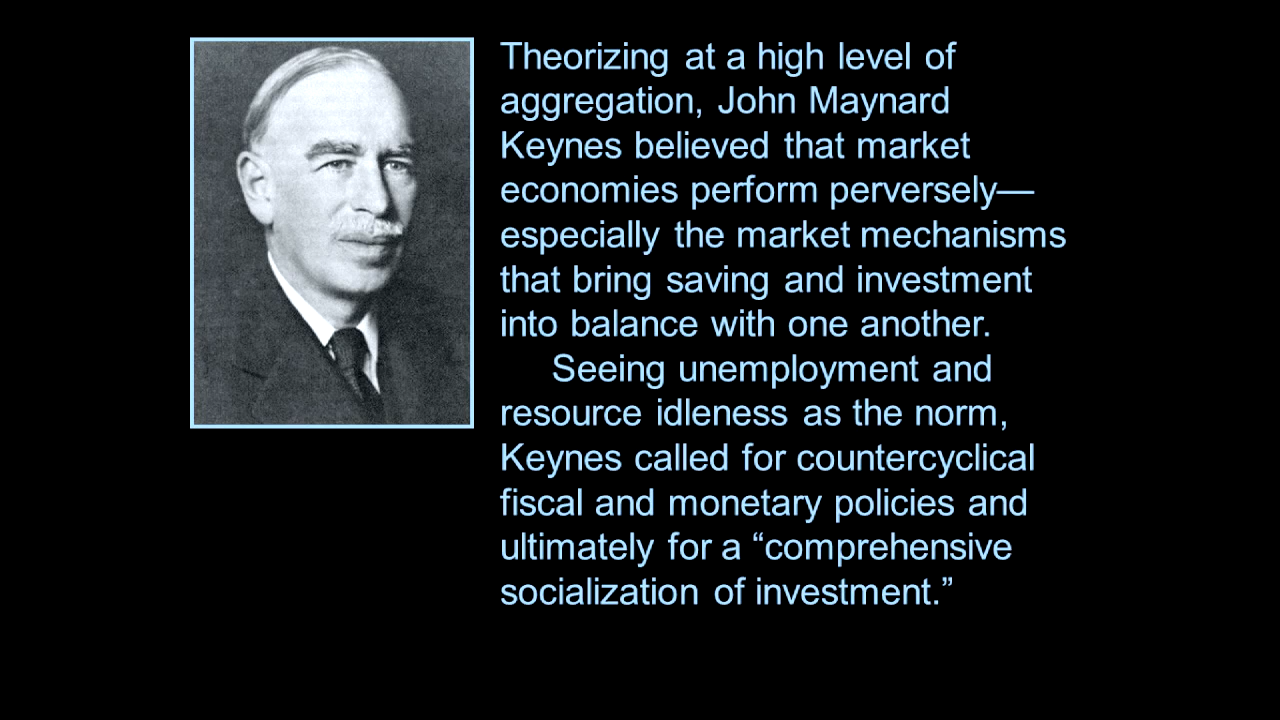 Theorizing at a high level of
aggregation, John Maynard
Keynes believed that market
economies perform perversely—
especially the market mechanisms
that bring saving and investment
into balance with one another.
Seeing unemployment and
resource idleness as the norm,
Keynes called for countercyclical
fiscal and monetary policies and
ultimately for a “comprehensive
socialization of investment.”